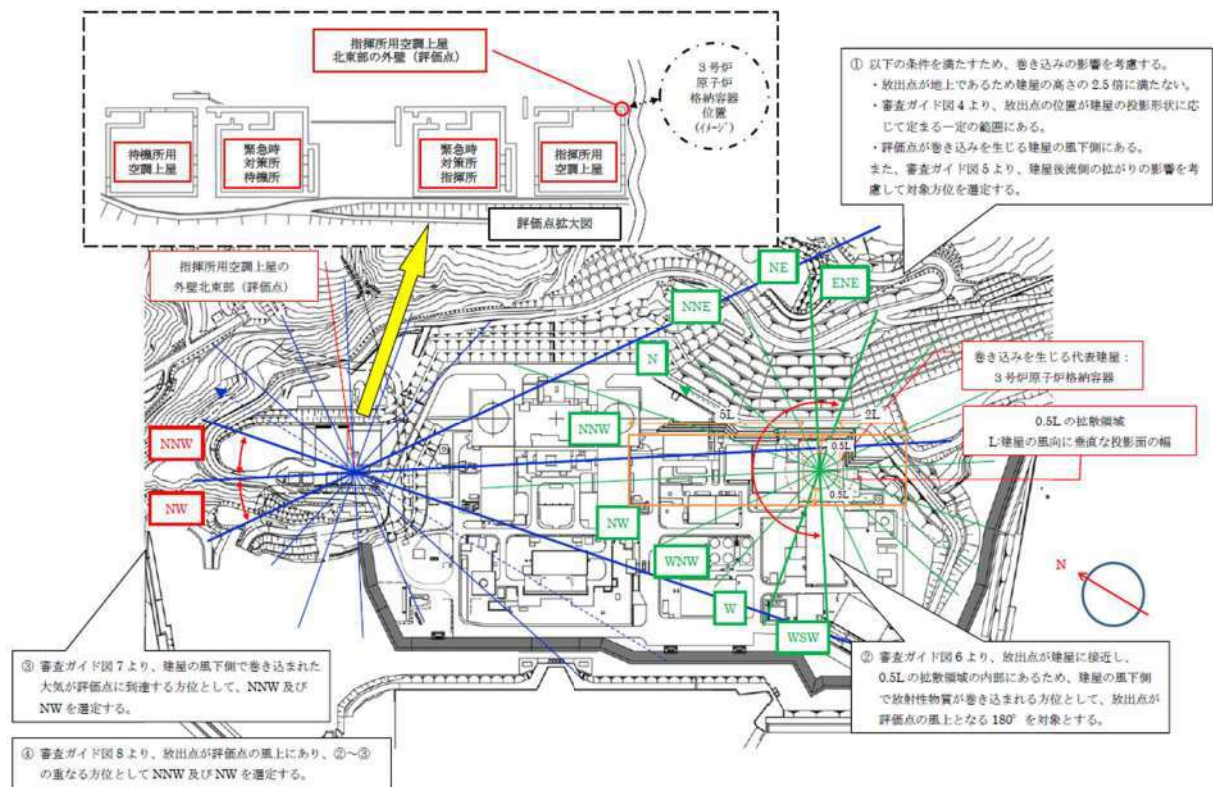 指揮所用空調上屋
北東部の外壁（評価点）
3号炉
原子炉
格納容器
位置
(イメージ)
待機所用
空調上屋
緊急時
対策所
待機所
緊急時
対策所
指揮所
指揮所用
空調上屋
評価点拡大図
① 以下の条件を満たすため、巻き込みの影響を考慮する。
・放出点が地上であるため建屋の高さの2.5倍に満たない。
・審査ガイド図4より、放出点の位置が建屋の投影形状に応
じて定まる一定の範囲にある。
・評価点が巻き込みを生じる建屋の風下側にある。
また、審査ガイド図5より、建屋後流側の拡がりの影響を考
慮して対象方位を選定する。
指揮所用空調上屋の
外壁北東部（評価点）
NE
ENE
NNE
N
NNW
NW
WNW
W
WSW
5L
2L
0.5L
0.5L
巻き込みを生じる代表建屋：
3号炉原子炉格納容器
0.5Lの拡散領域
L:建屋の風向に垂直な投影面の幅
NNW
NW
N
③ 審査ガイド図7より、建屋の風下側で巻き込まれた
大気が評価点に到達する方位として、NNW及び
NWを選定する。
② 審査ガイド図6より、放出点が建屋に接近し、
0.5Lの拡散領域の内部にあるため、建屋の風下側
で放射性物質が巻き込まれる方位として、放出点が
評価点の風上となる180°を対象とする。
④ 審査ガイド図8より、放出点が評価点の風上にあり、②～③
の重なる方位としてNNW及びNWを選定する。